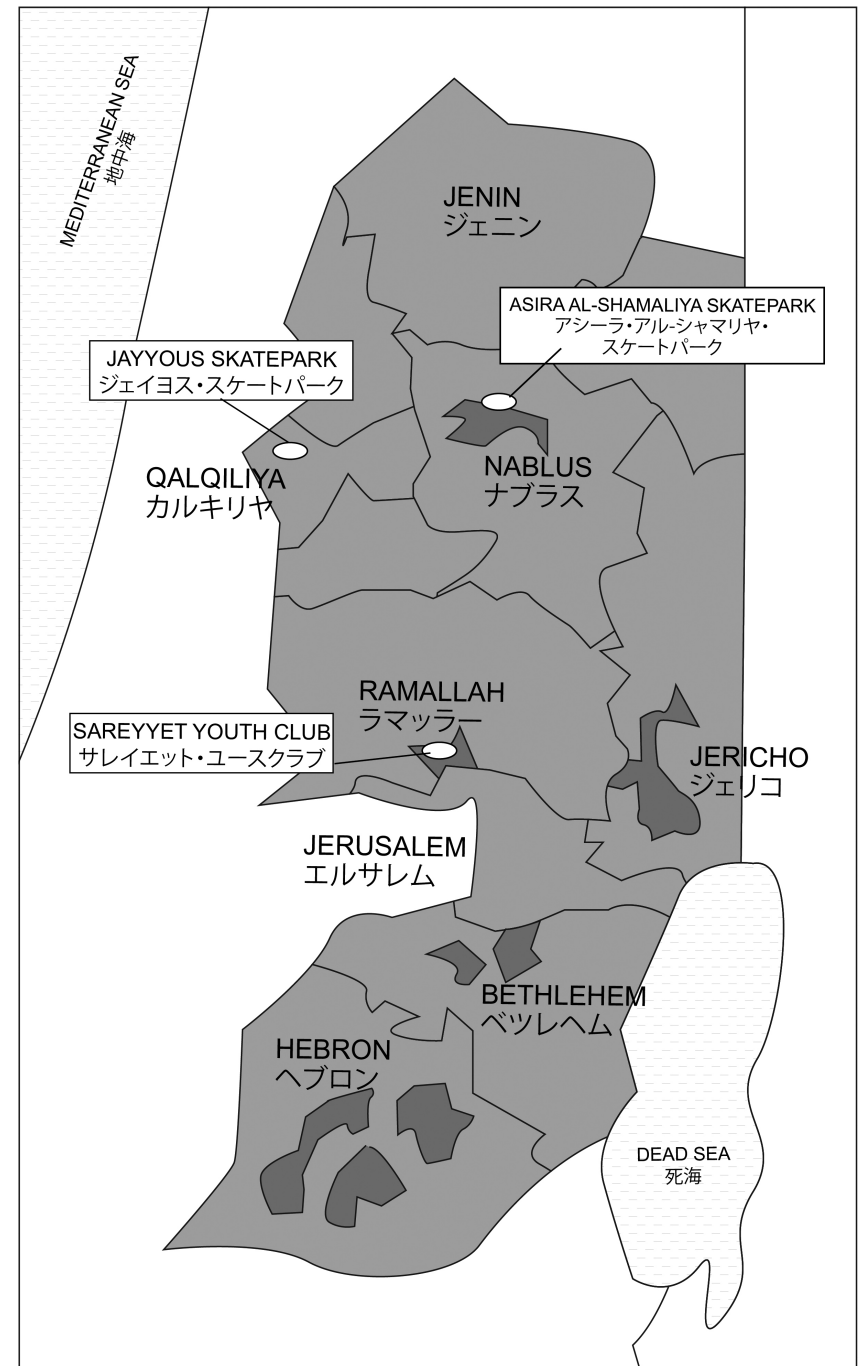 MEDITERRANEAN SEA
地中海
JENIN
ジェニン
ASIRA AL-SHAMALIYA SKATEPARK
アシーラ・アル-シャマリヤ・
スケートパーク
JAYYOUS SKATEPARK
ジェイヨス・スケートパーク
QALQILIYA
カルキリヤ
NABLUS
ナブラス
RAMALLAH
ラマッラー
SAREYYET YOUTH CLUB
サレイエット・ユースクラブ
JERICHO
ジェリコ
JERUSALEM
エルサレム
BETHLEHEM
ベツレヘム
HEBRON
ヘブロン
DEAD SEA
死海